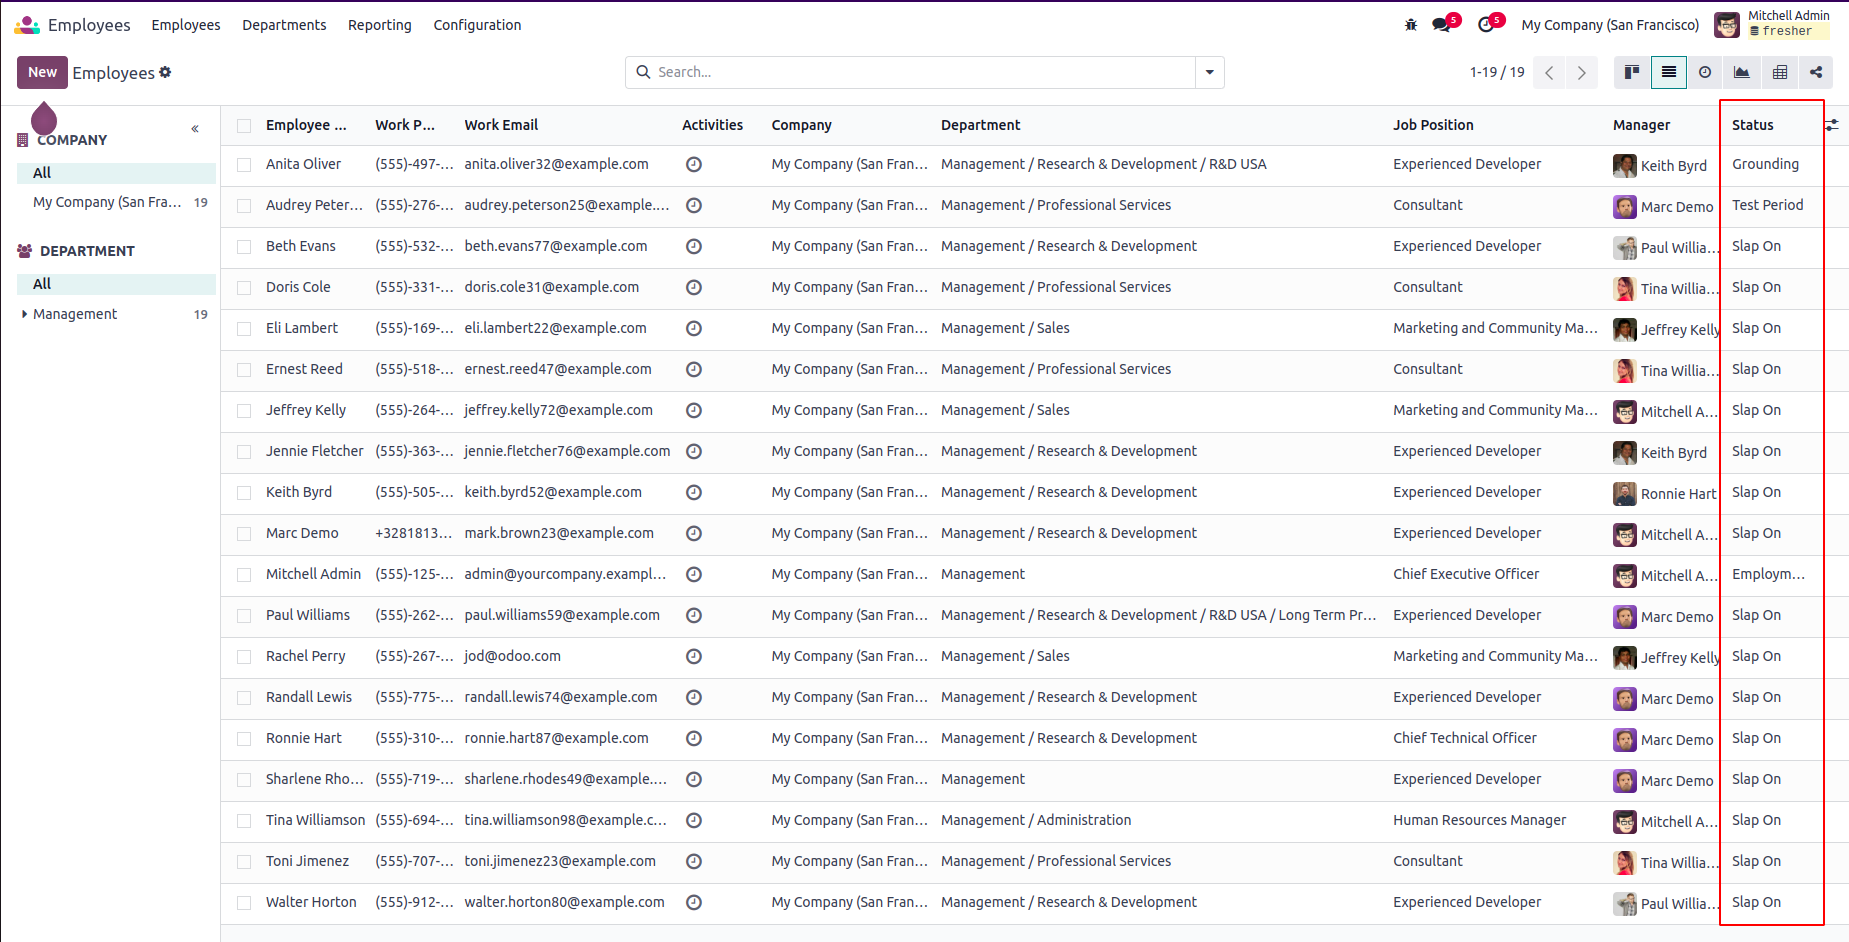 Employees Employees Departments Reporting Configuration 5 5 My Company (San Francisco) Mitchell Admin
fresher
New Employees Search... 1-19 / 19
COMPANY
All
My Company (San Fra... 19
DEPARTMENT
All
Management 19
Employee ... Work P... Work Email Activities Company Department Job Position Manager Status
Anita Oliver (555)-497-... anita.oliver32@example.com My Company (San Fran... Management / Research & Development / R&D USA Experienced Developer Keith Byrd Grounding
Audrey Peter... (555)-276-... audrey.peterson25@example.... My Company (San Fran... Management / Professional Services Consultant Marc Demo Test Period
Beth Evans (555)-532-... beth.evans77@example.com My Company (San Fran... Management / Research & Development Experienced Developer Paul Willia... Slap On
Doris Cole (555)-331-... doris.cole31@example.com My Company (San Fran... Management / Professional Services Consultant Tina Willia... Slap On
Eli Lambert (555)-169-... eli.lambert22@example.com My Company (San Fran... Management / Sales Marketing and Community Ma... Jeffrey Kelly Slap On
Ernest Reed (555)-518-... ernest.reed47@example.com My Company (San Fran... Management / Professional Services Consultant Tina Willia... Slap On
Jeffrey Kelly (555)-264-... jeffrey.kelly72@example.com My Company (San Fran... Management / Sales Marketing and Community Ma... Mitchell A... Slap On
Jennie Fletcher (555)-363-... jennie.fletcher76@example.com My Company (San Fran... Management / Research & Development Experienced Developer Keith Byrd Slap On
Keith Byrd (555)-505-... keith.byrd52@example.com My Company (San Fran... Management / Research & Development Experienced Developer Ronnie Hart Slap On
Marc Demo +3281813... mark.brown23@example.com My Company (San Fran... Management / Research & Development Experienced Developer Mitchell A... Slap On
Mitchell Admin (555)-125-... admin@yourcompany.exampl... My Company (San Fran... Management Chief Executive Officer Mitchell A... Employm...
Paul Williams (555)-262-... paul.williams59@example.com My Company (San Fran... Management / Research & Development / R&D USA / Long Term Pr... Experienced Developer Marc Demo Slap On
Rachel Perry (555)-267-... jod@odoo.com My Company (San Fran... Management / Sales Marketing and Community Ma... Jeffrey Kelly Slap On
Randall Lewis (555)-775-... randall.lewis74@example.com My Company (San Fran... Management / Research & Development Experienced Developer Marc Demo Slap On
Ronnie Hart (555)-310-... ronnie.hart87@example.com My Company (San Fran... Management / Research & Development Chief Technical Officer Marc Demo Slap On
Sharlene Rho... (555)-719-... sharlene.rhodes49@example.... My Company (San Fran... Management Experienced Developer Marc Demo Slap On
Tina Williamson (555)-694-... tina.williamson98@example.c... My Company (San Fran... Management / Administration Human Resources Manager Mitchell A... Slap On
Toni Jimenez (555)-707-... toni.jimenez23@example.com My Company (San Fran... Management / Professional Services Consultant Tina Willia... Slap On
Walter Horton (555)-912-... walter.horton80@example.com My Company (San Fran... Management / Research & Development Experienced Developer Paul Willia... Slap On